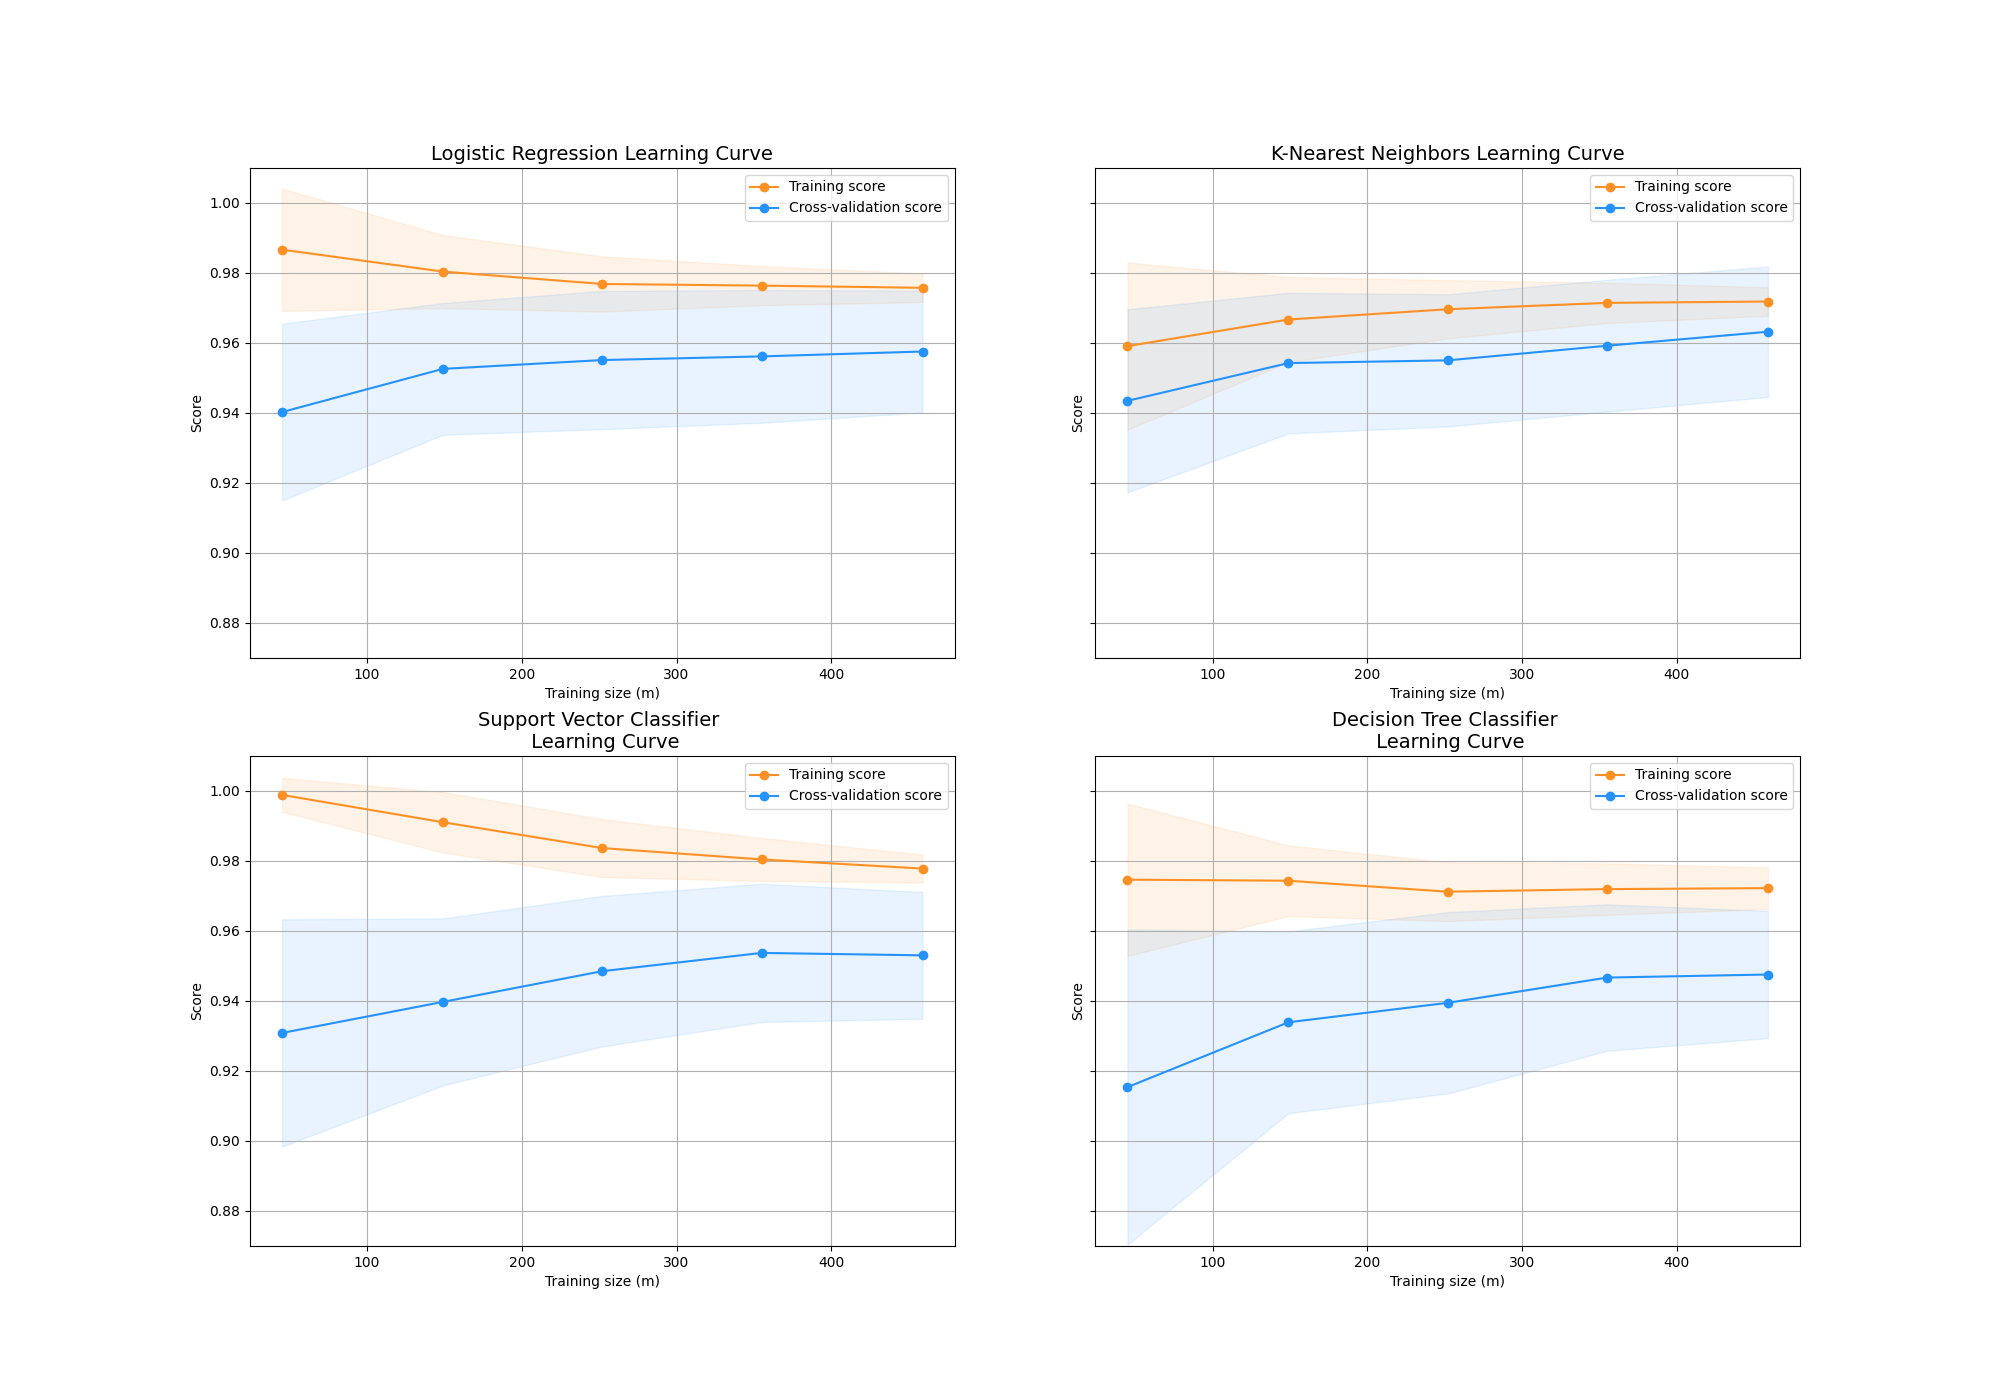 Logistic Regression Learning Curve
Training score
Cross-validation score
1.00
0.98
0.96
0.94
0.92
0.90
0.88
Score
100 200 300 400
Training size (m)
K-Nearest Neighbors Learning Curve
Training score
Cross-validation score
Score
100 200 300 400
Training size (m)
Support Vector Classifier
Learning Curve
Training score
Cross-validation score
1.00
0.98
0.96
0.94
0.92
0.90
0.88
Score
100 200 300 400
Training size (m)
Decision Tree Classifier
Learning Curve
Training score
Cross-validation score
Score
100 200 300 400
Training size (m)